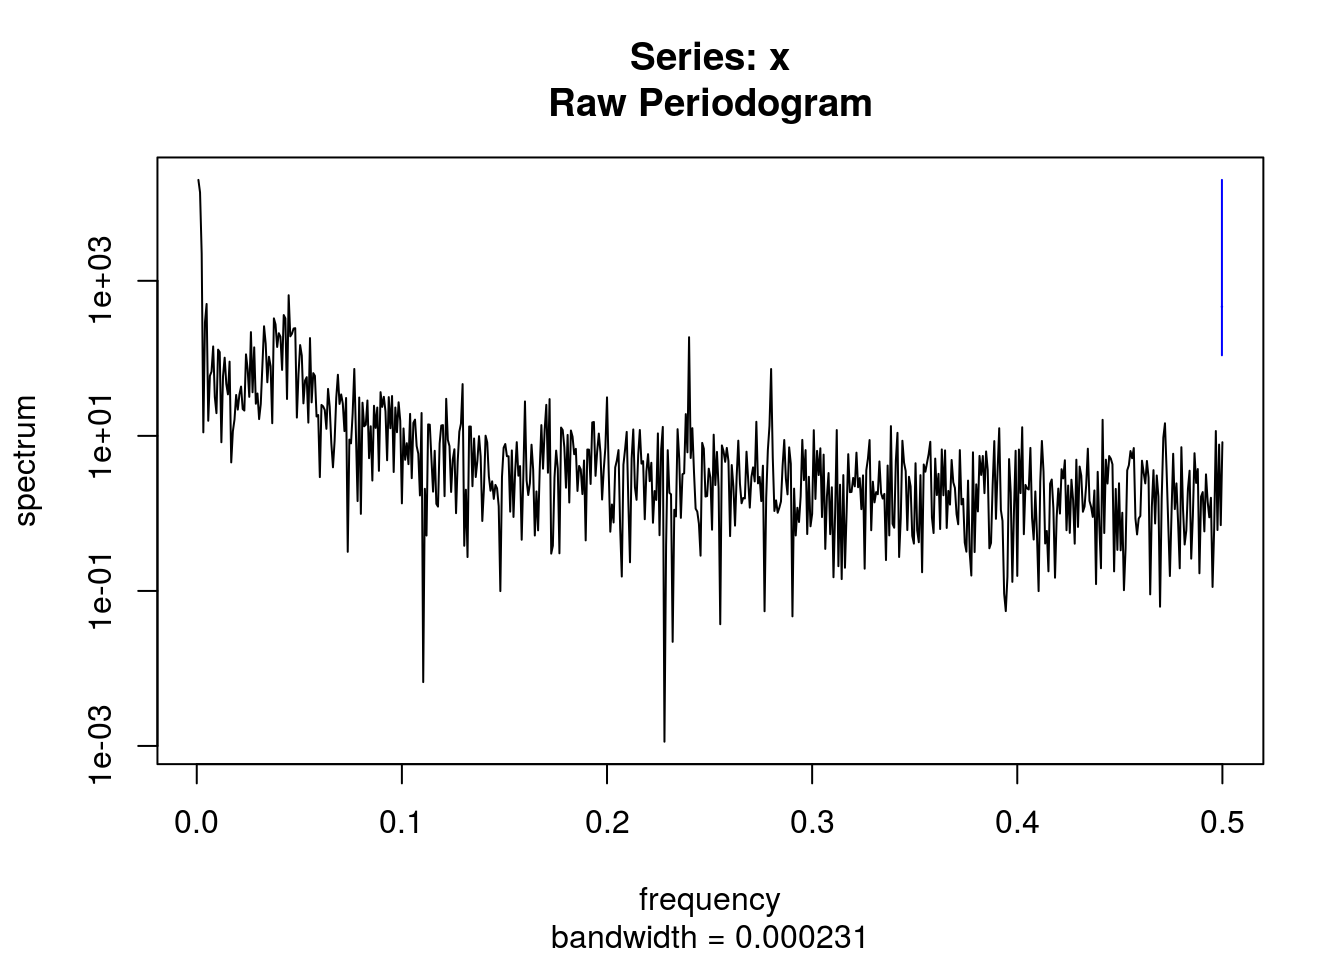 Series: x
Raw Periodogram
spectrum
1e+03
1e+01
1e-01
1e-03
0.0 0.1 0.2 0.3 0.4 0.5
frequency
bandwidth = 0.000231